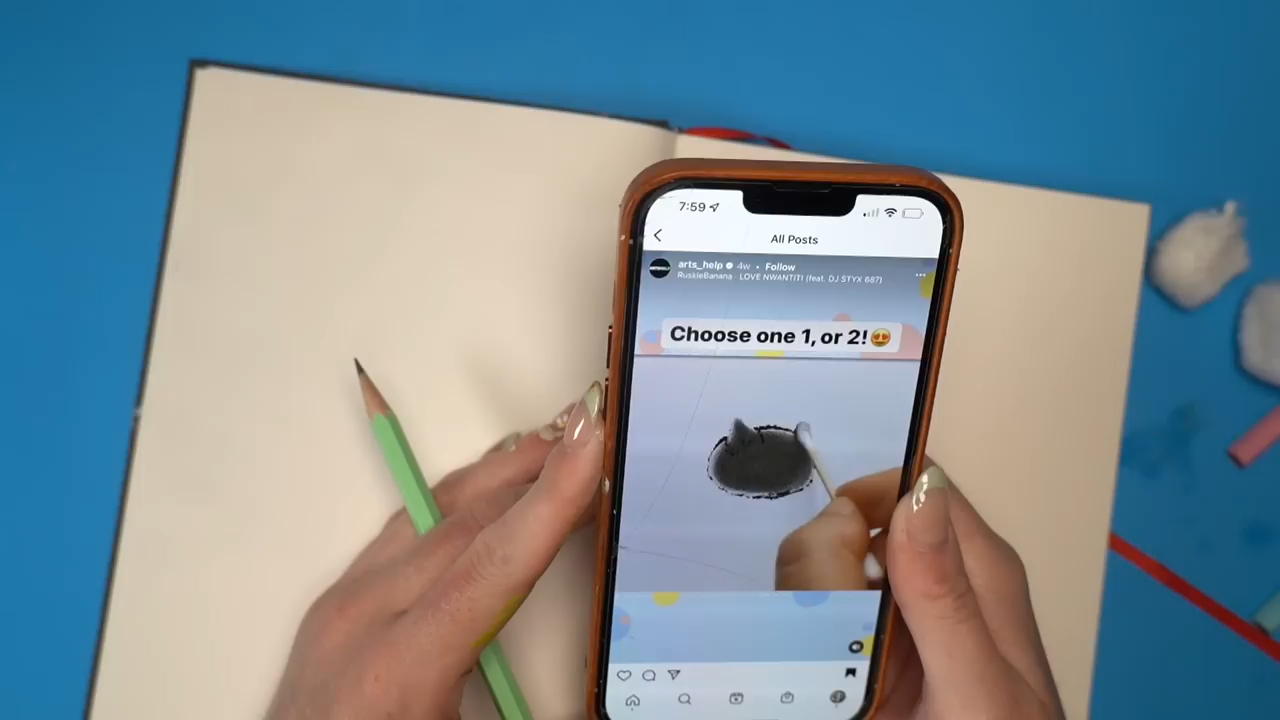 7:59
All Posts
arts_help 4w • Follow
RuskieBanana · LOVE NWANTITI (feat. DJ STYX 687)
Choose one 1, or 2!😍